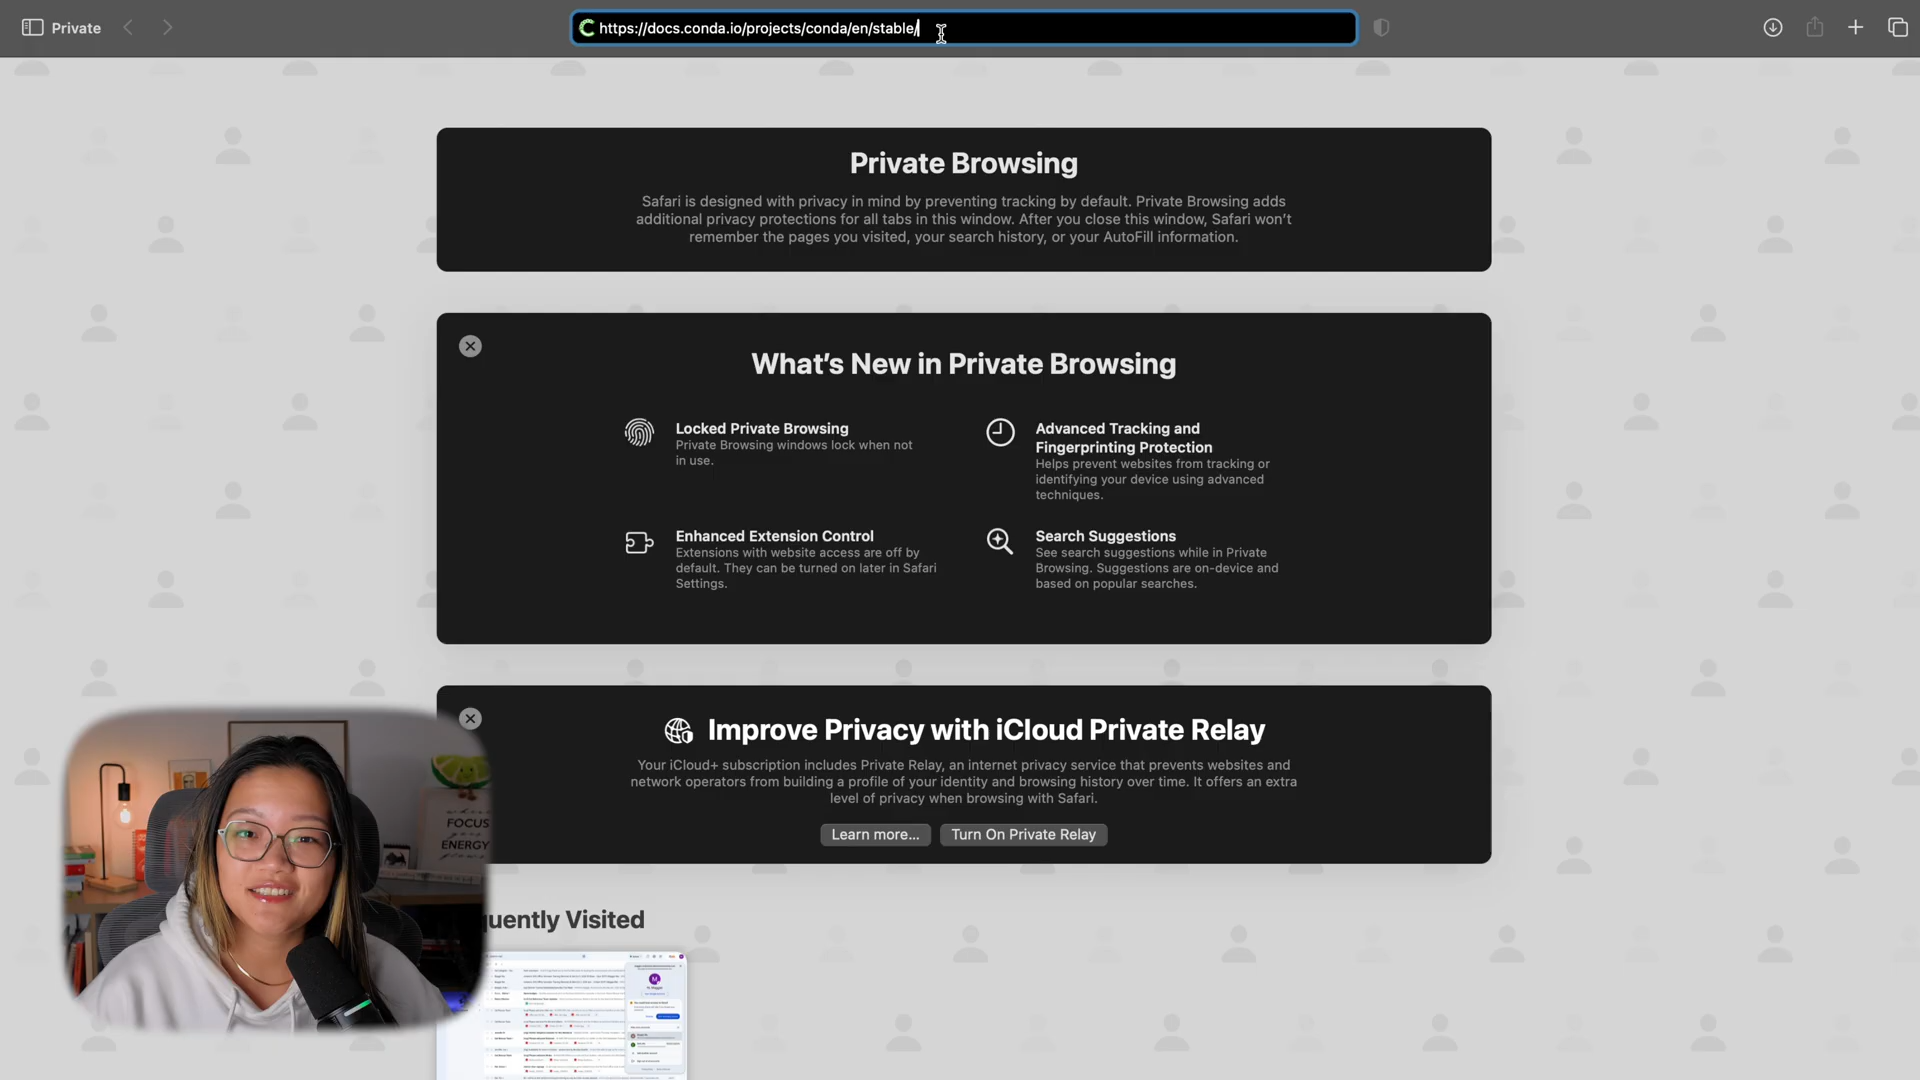 Private
https://docs.conda.io/projects/conda/en/stable/
Private Browsing
Safari is designed with privacy in mind by preventing tracking by default. Private Browsing adds
additional privacy protections for all tabs in this window. After you close this window, Safari won't
remember the pages you visited, your search history, or your AutoFill information.
What's New in Private Browsing
Locked Private Browsing
Private Browsing windows lock when not
in use.
Advanced Tracking and
Fingerprinting Protection
Helps prevent websites from tracking or
identifying your device using advanced
techniques.
Enhanced Extension Control
Extensions with website access are off by
default. They can be turned on later in Safari
Settings.
Search Suggestions
See search suggestions while in Private
Browsing. Suggestions are on-device and
based on popular searches.
Improve Privacy with iCloud Private Relay
Your iCloud+ subscription includes Private Relay, an internet privacy service that prevents websites and
network operators from building a profile of your identity and browsing history over time. It offers an extra
level of privacy when browsing with Safari.
Learn more...
Turn On Private Relay
FOCUS
ENERGY
quently Visited